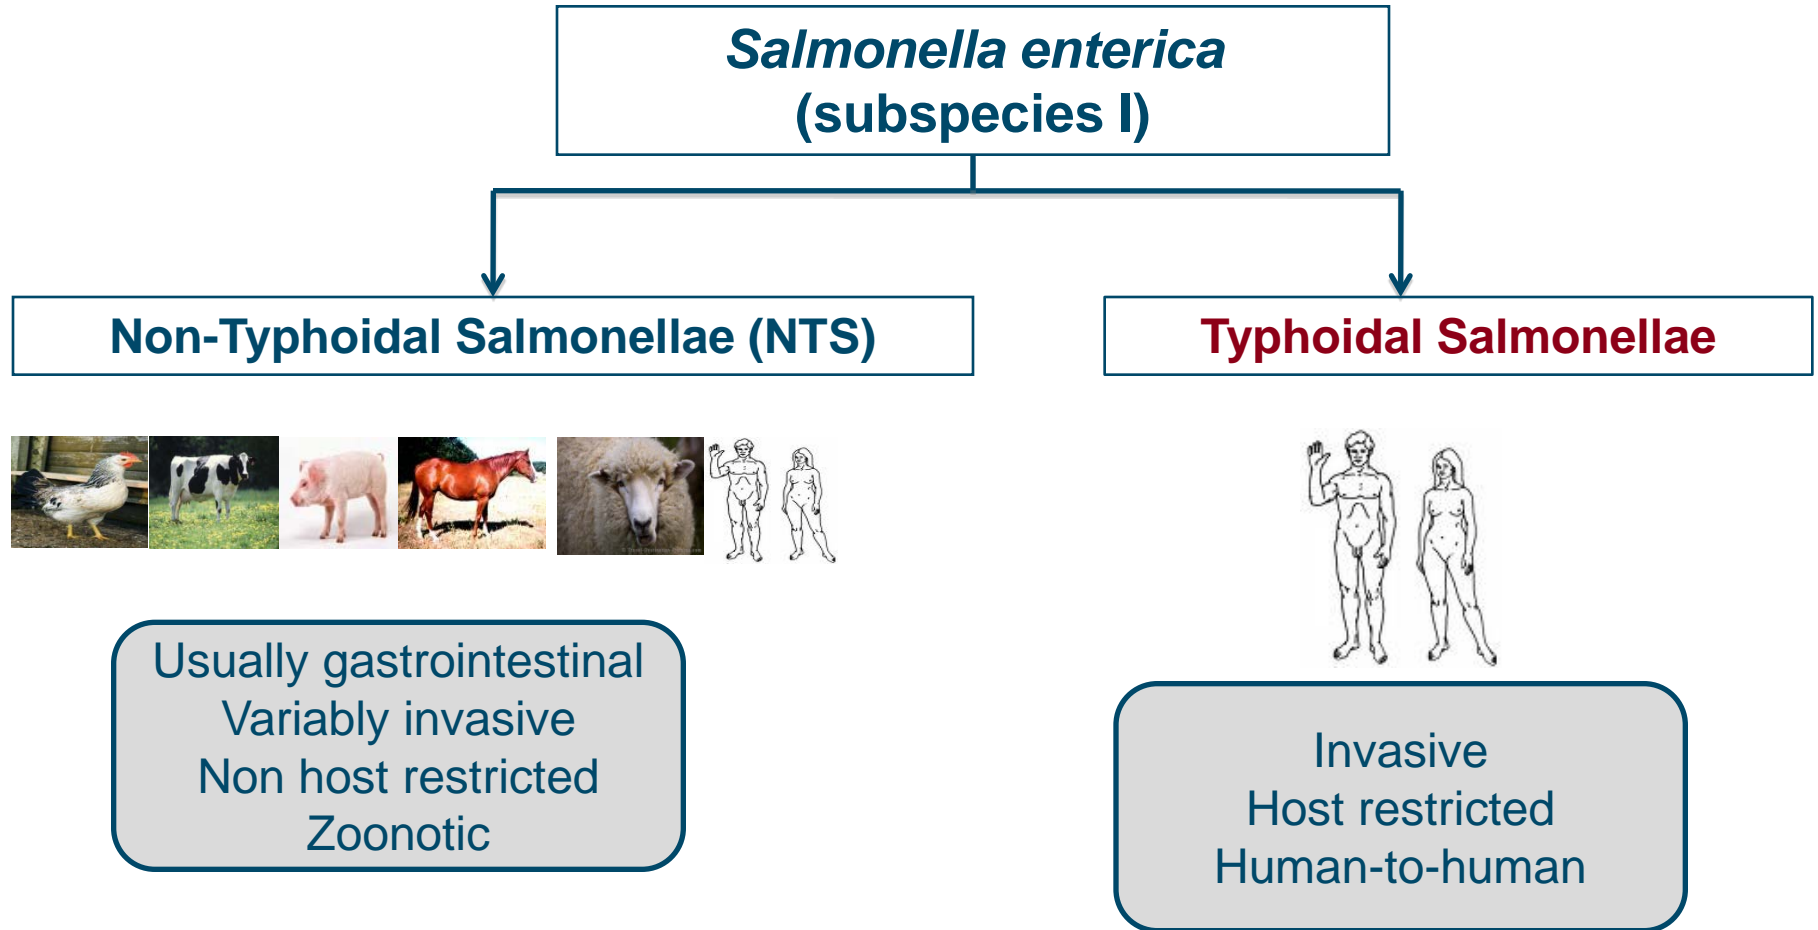 Salmonella enterica
(subspecies I)
Non-Typhoidal Salmonellae (NTS)
Typhoidal Salmonellae
Usually gastrointestinal
Variably invasive
Non host restricted
Zoonotic
Invasive
Host restricted
Human-to-human